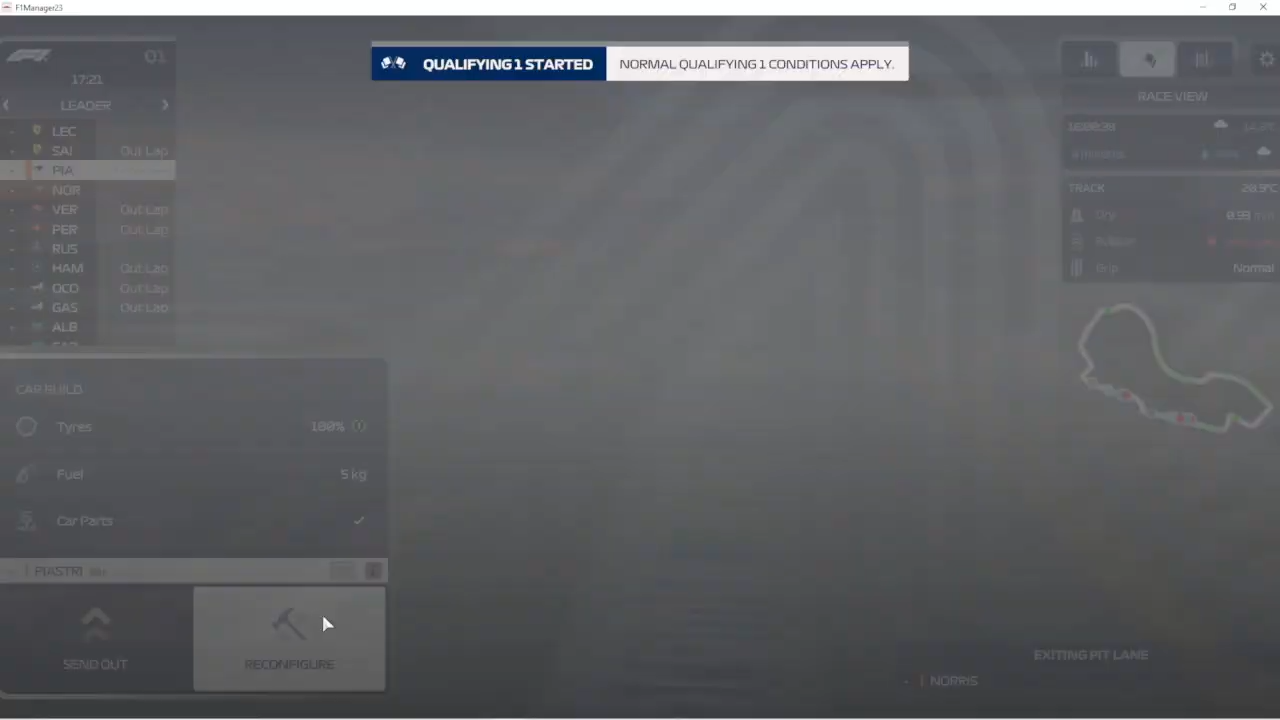 F1Manager23
QUALIFYING 1 STARTED
NORMAL QUALIFYING 1 CONDITIONS APPLY.
Q1
17:21
LEADER
- LEC
- SAI Out Lap
- PIA
- NOR
- VER Out Lap
- PER Out Lap
- RUS
- HAM Out Lap
- OCO Out Lap
- GAS Out Lap
- ALB
RACE VIEW
TRACK 20.9°C
Dry
Rubber
Grip Normal
CAR BUILD
Tyres 100%
Fuel 5 kg
Car Parts
- PIASTRI
SEND OUT
RECONFIGURE
EXITING PIT LANE
- NORRIS